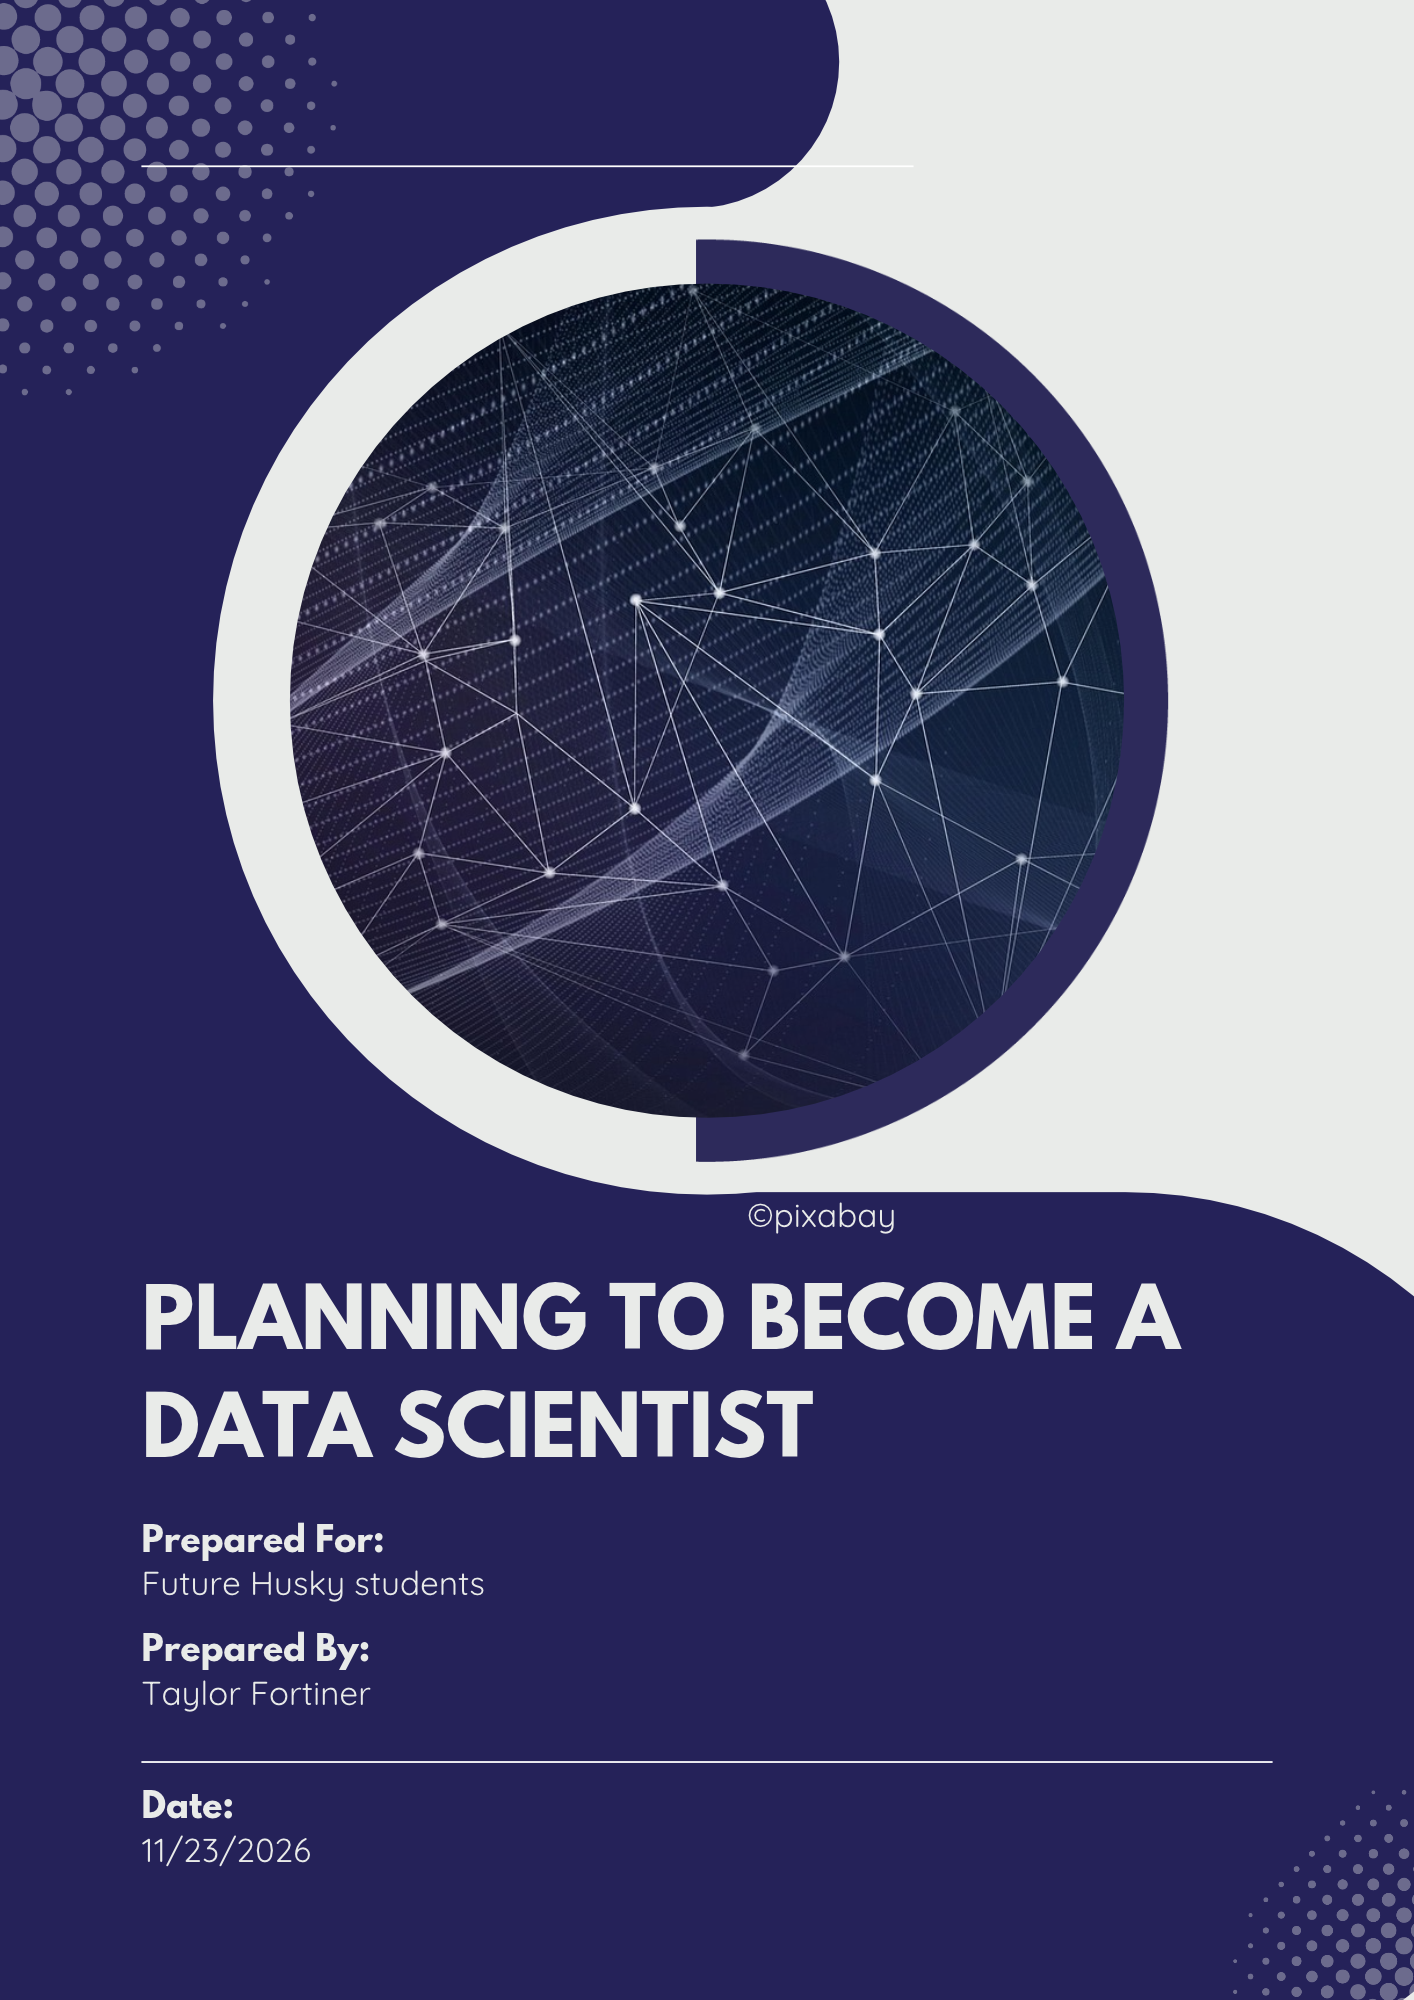 ©pixabay
PLANNING TO BECOME A
DATA SCIENTIST
Prepared For:
Future Husky students
Prepared By:
Taylor Fortiner
Date:
11/23/2026